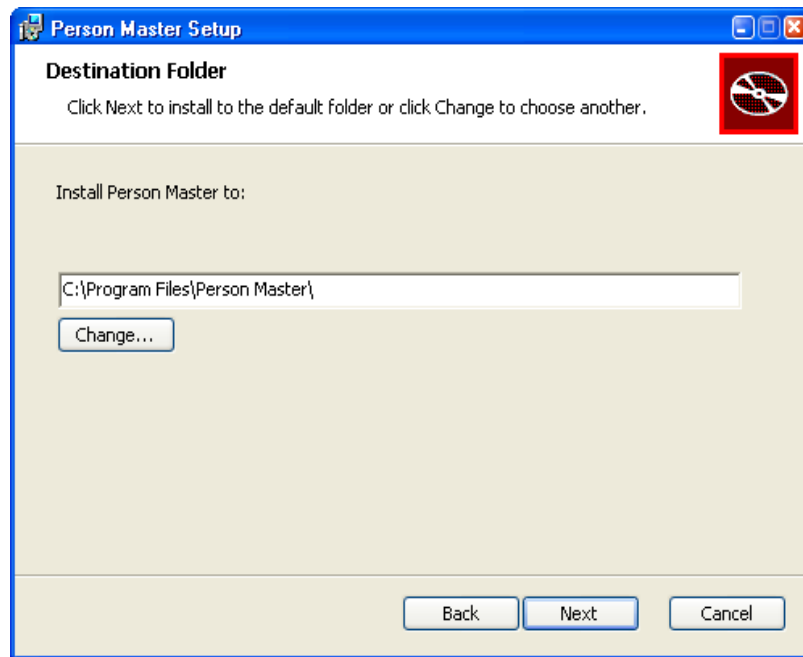 Person Master Setup
Destination Folder
Click Next to install to the default folder or click Change to choose another.
Install Person Master to:
C:\Program Files\Person Master\
Change...
Back Next Cancel